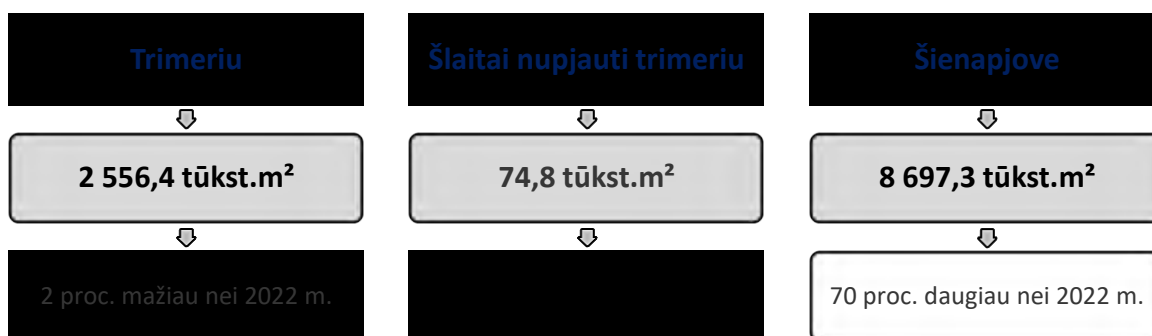 Trimeriu
2 556,4 tūkst.m²
2 proc. mažiau nei 2022 m.
Šlaitai nupjauti trimeriu
74,8 tūkst.m²
Šienapjove
8 697,3 tūkst.m²
70 proc. daugiau nei 2022 m.